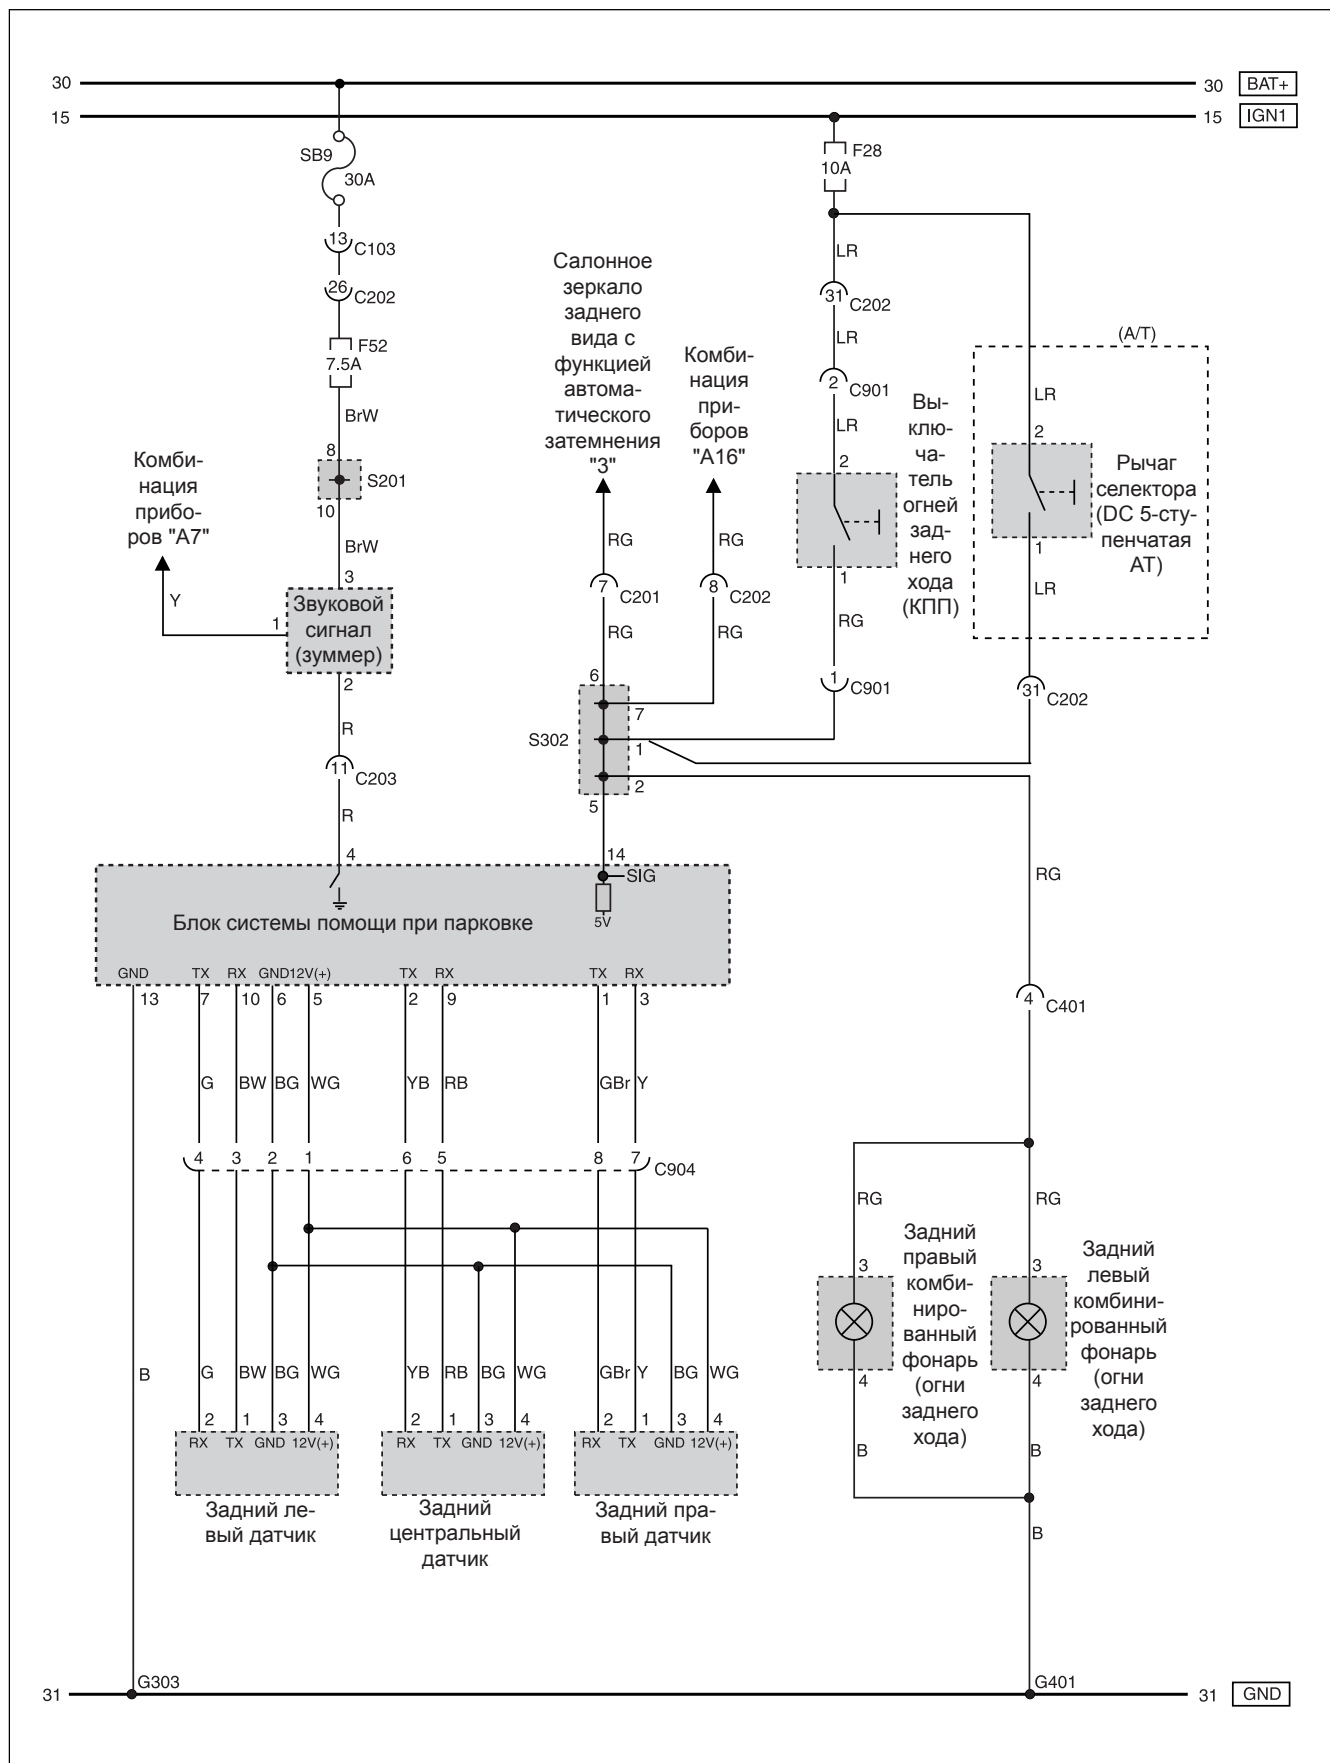 30
30 BAT+
15
15 IGN1
SB9
30A
F28
10A
13 C103
LR
26 C202
31 C202
Салонное
зеркало
заднего
вида с
функцией
автома-
тического
затемнения
"3"
Комби-
нация
при-
боров
"A16"
(A/T)
F52
7.5A
LR
2 C901
BrW
LR
LR
Вы-
клю-
ча-
тель
огней
зад-
него
хода
(КПП)
8
S201
10
2
2
Рычаг
селектора
(DC 5-сту-
пенчатая
АТ)
Комби-
нация
прибо-
ров "A7"
BrW
RG
RG
1
1
3
Y
1
Звуковой
сигнал
(зуммер)
2
7 C201
8 C202
LR
RG
RG
RG
6
1 C901
31 C202
7
R
S302
1
11 C203
2
5
R
4
14
SIG
5V
RG
Блок системы помощи при парковке
GND TX RX GND 12V(+) TX RX TX RX
13 7 10 6 5 2 9 1 3
4 C401
G BW BG WG YB RB GBr Y
4 3 2 1 6 5 8 7 C904
RG RG
Задний
правый
комби-
ниро-
ванный
фонарь
(огни
заднего
хода)
Задний
левый
комбини-
рованный
фонарь
(огни
заднего
хода)
3 3
4 4
B G BW BG WG YB RB BG WG GBr Y BG WG
2 1 3 4 2 1 3 4 2 1 3 4
RX TX GND 12V(+) RX TX GND 12V(+) RX TX GND 12V(+)
B B
Задний ле-
вый датчик
Задний
центральный
датчик
Задний пра-
вый датчик
B
G303
G401
31
31 GND